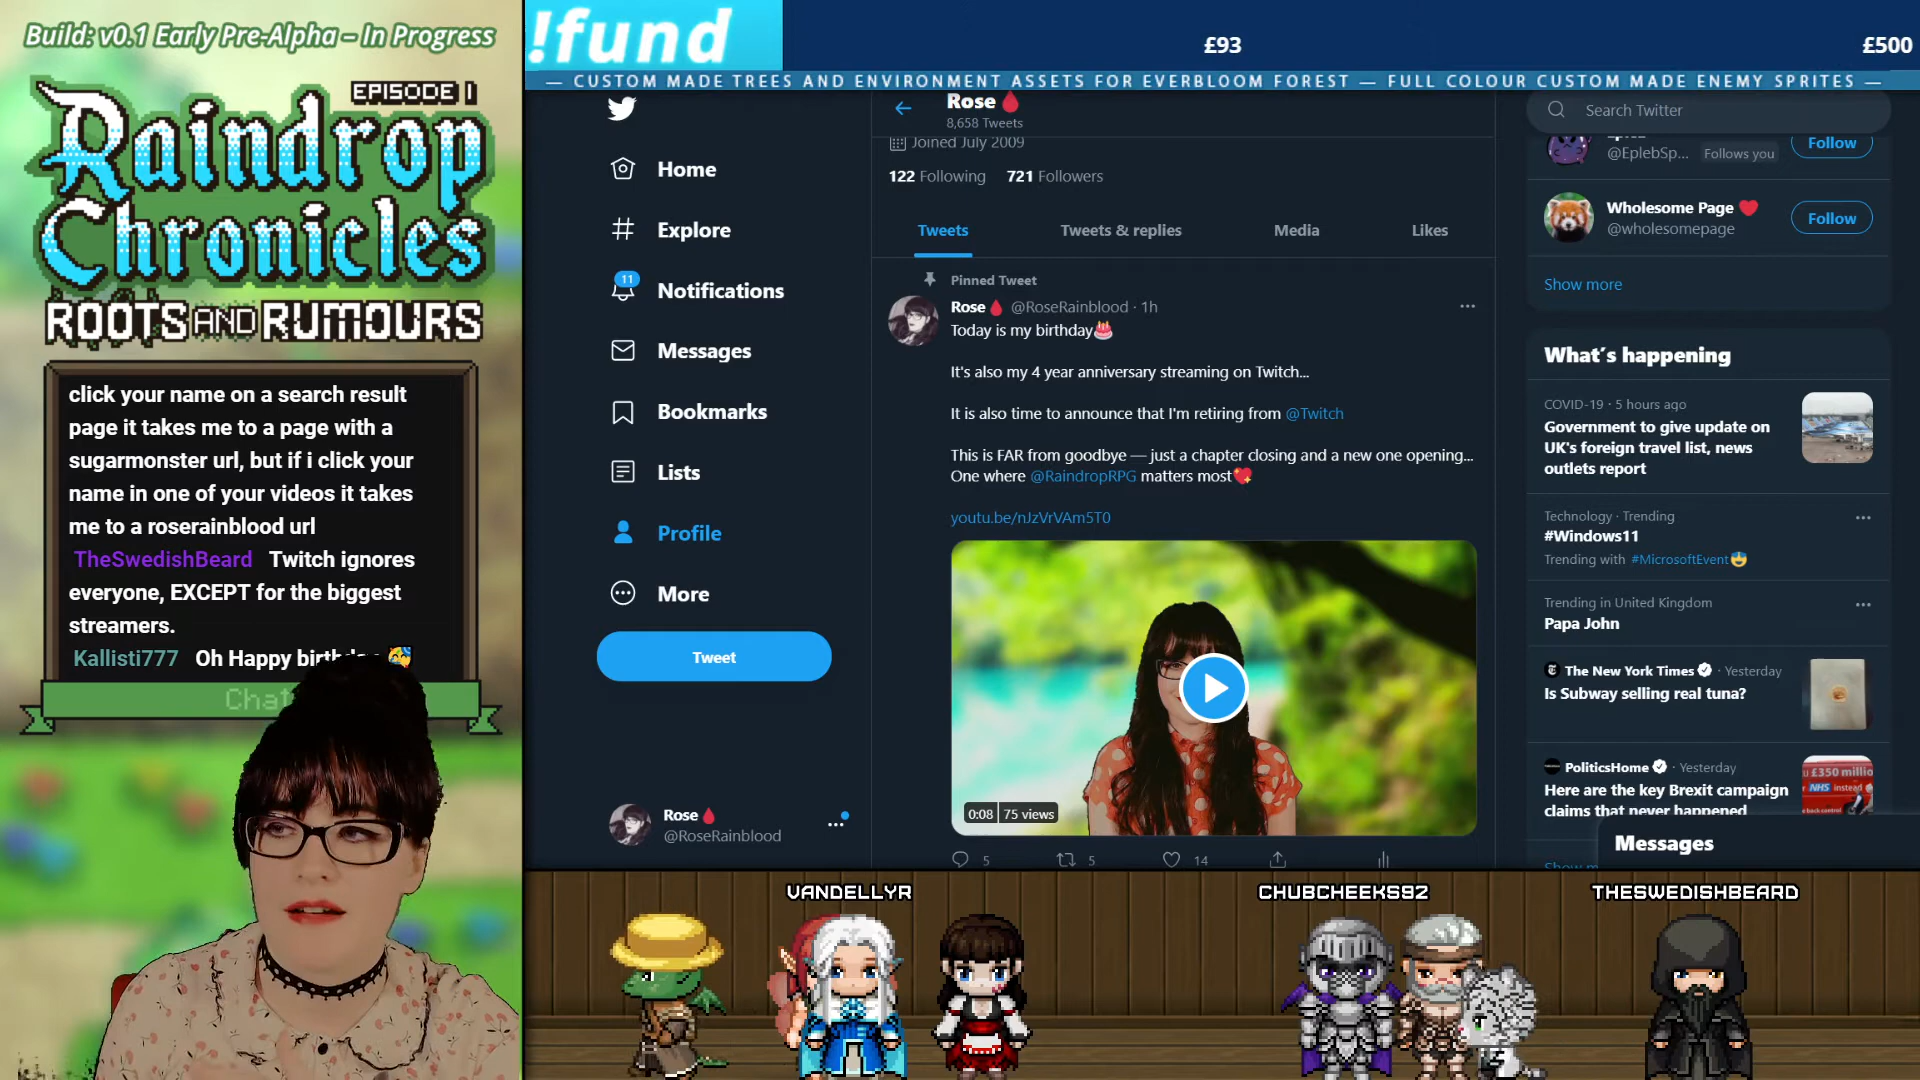 Build: v0.1 Early Pre-Alpha – In Progress
EPISODE I
Raindrop
Chronicles
ROOTS AND RUMOURS
click your name on a search result
page it takes me to a page with a
sugarmonster url, but if i click your
name in one of your videos it takes
me to a roserainblood url
TheSwedishBeard Twitch ignores
everyone, EXCEPT for the biggest
streamers.
Kallisti777 Oh Happy
Chat
!fund
£93
£500
— CUSTOM MADE TREES AND ENVIRONMENT ASSETS FOR EVERBLOOM FOREST — FULL COLOUR CUSTOM MADE ENEMY SPRITES —
Home
Explore
11
Notifications
Messages
Bookmarks
Lists
Profile
More
Tweet
Rose🩸
@RoseRainblood
Rose🩸
8,658 Tweets
Joined July 2009
122 Following 721 Followers
Tweets Tweets & replies Media Likes
Pinned Tweet
Rose🩸 @RoseRainblood · 1h
Today is my birthday🎂
It's also my 4 year anniversary streaming on Twitch...
It is also time to announce that I'm retiring from @Twitch
This is FAR from goodbye — just a chapter closing and a new one opening...
One where @RaindropRPG matters most💖
youtu.be/nJzVrVAm5T0
0:08 75 views
5 5 14
Search Twitter
@EplebSp... Follows you
Follow
Wholesome Page ❤️
@wholesomepage
Follow
Show more
What's happening
COVID-19 · 5 hours ago
Government to give update on
UK's foreign travel list, news
outlets report
Technology · Trending
#Windows11
Trending with #MicrosoftEvent😍
Trending in United Kingdom
Papa John
The New York Times · Yesterday
Is Subway selling real tuna?
PoliticsHome · Yesterday
Here are the key Brexit campaign
claims that never happened
£350
NHS instead
Messages
Show
VANDELLYR
CHUBCHEEKS92
THESWEDISHBEARD